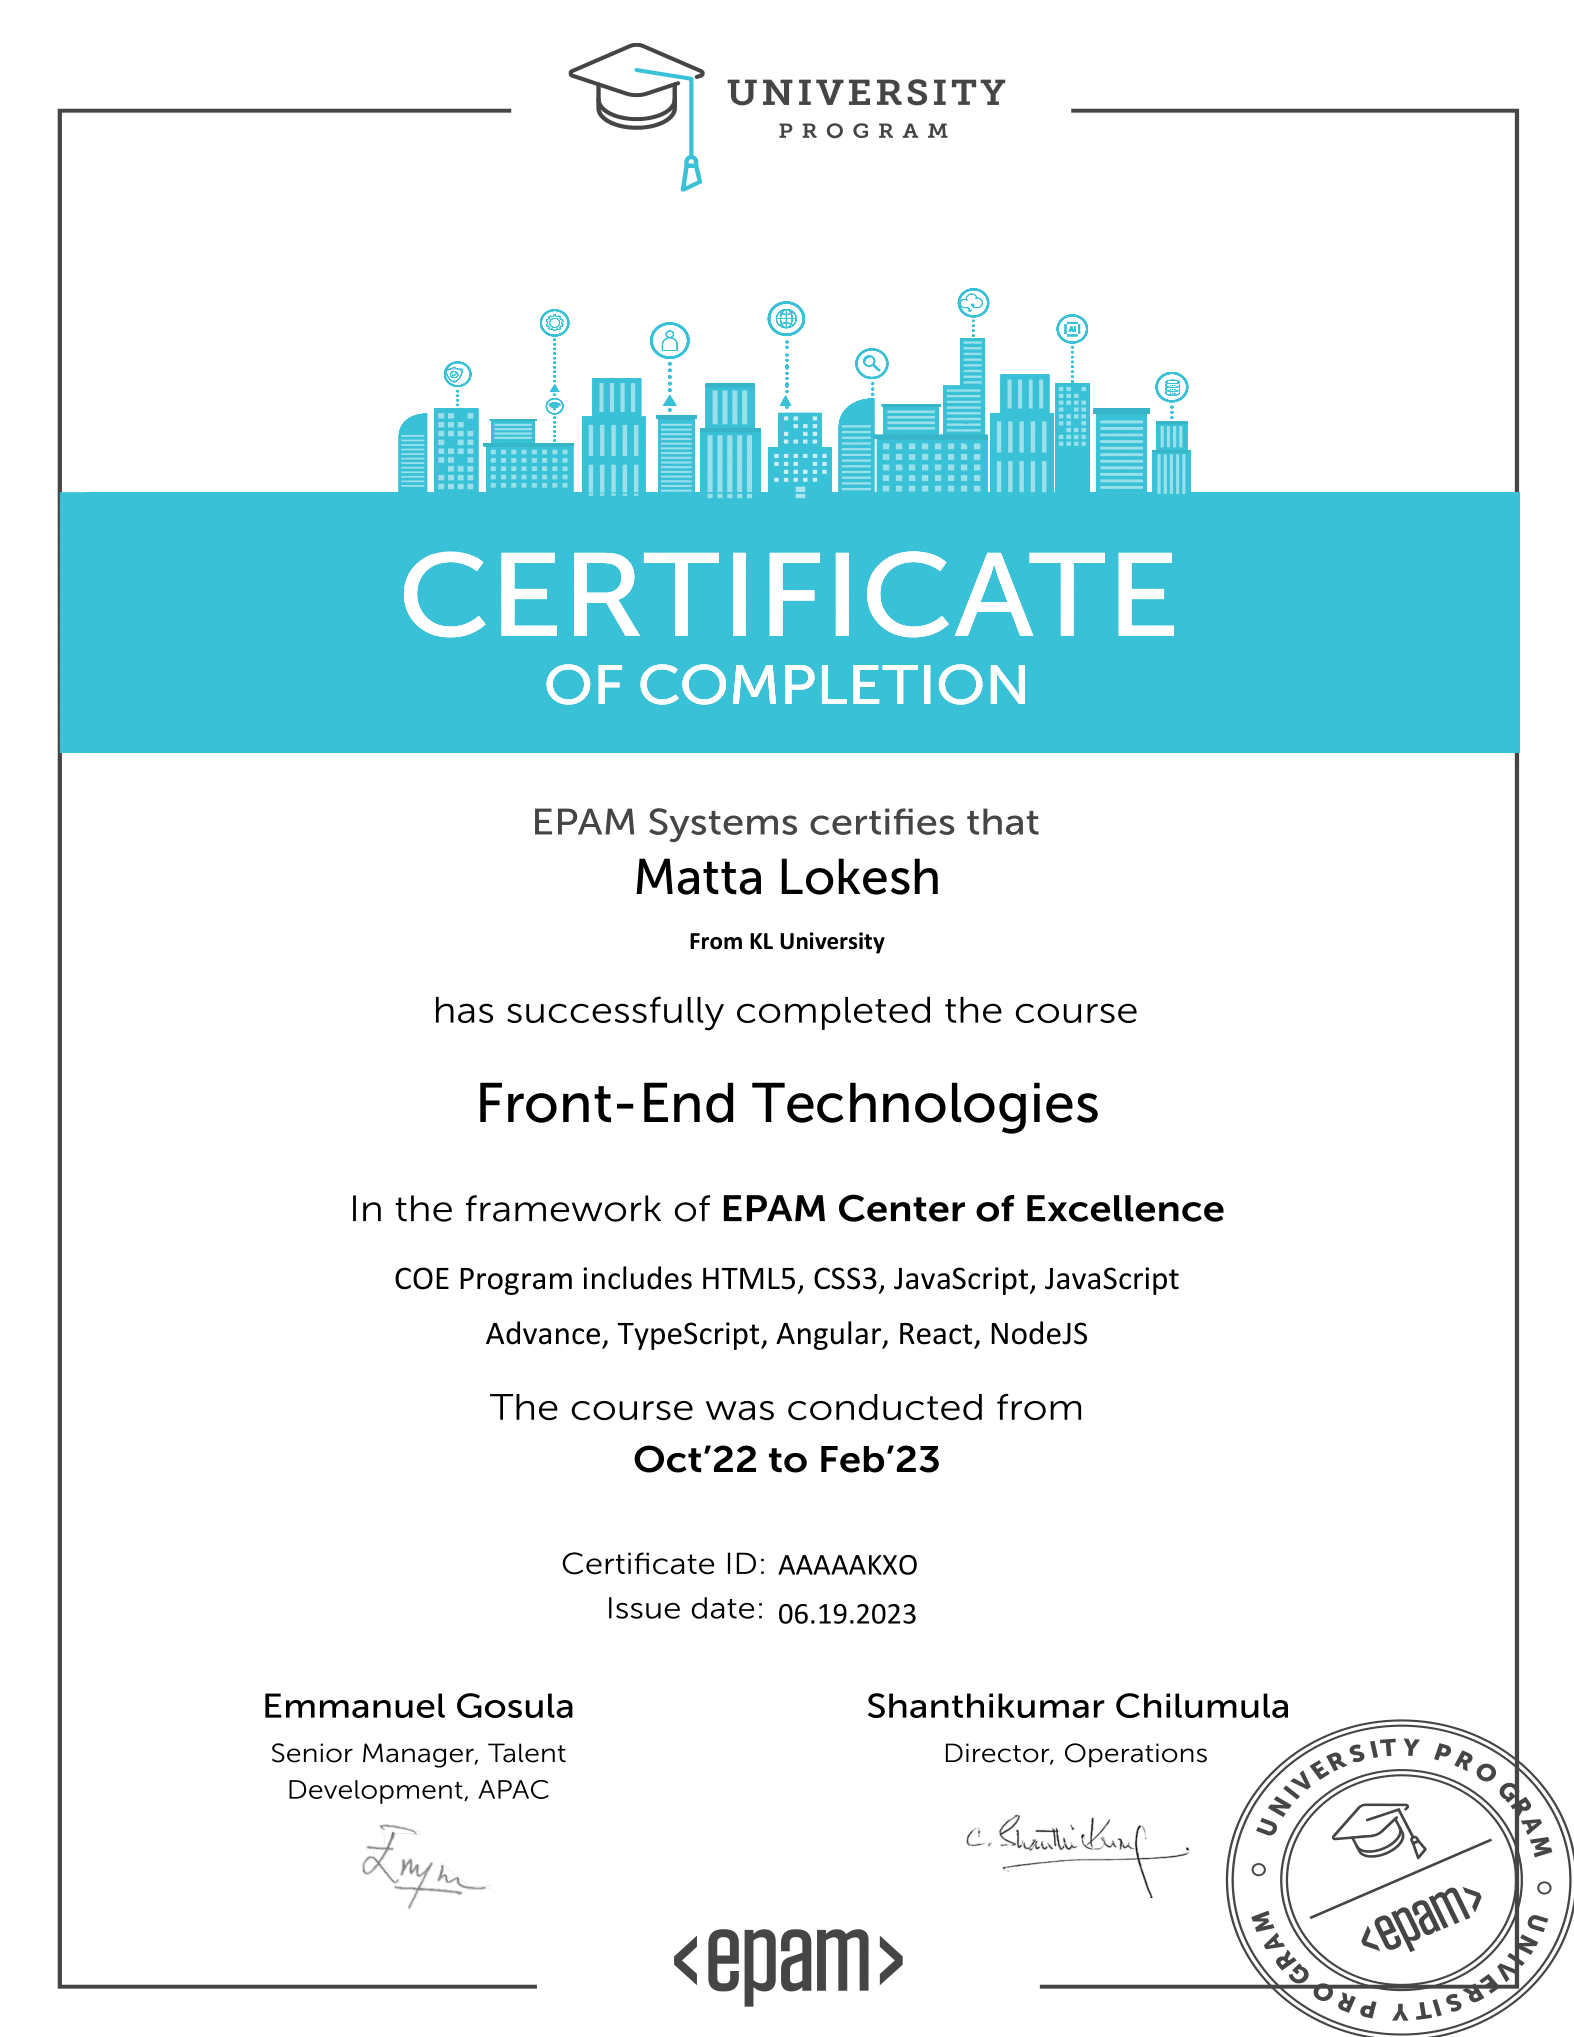 UNIVERSITY
PROGRAM
AI
CERTIFICATE
OF COMPLETION
EPAM Systems certifies that
Matta Lokesh
From KL University
has successfully completed the course
Front-End Technologies
In the framework of EPAM Center of Excellence
COE Program includes HTML5, CSS3, JavaScript, JavaScript
Advance, TypeScript, Angular, React, NodeJS
The course was conducted from
Oct’22 to Feb’23
Certificate ID: AAAAAKXO
Issue date: 06.19.2023
Emmanuel Gosula
Senior Manager, Talent
Development, APAC
Shanthikumar Chilumula
Director, Operations
C. Shanthi Kumar
<epam>
UNIVERSITY PROGRAM
<epam>
UNIVERSITY PROGRAM